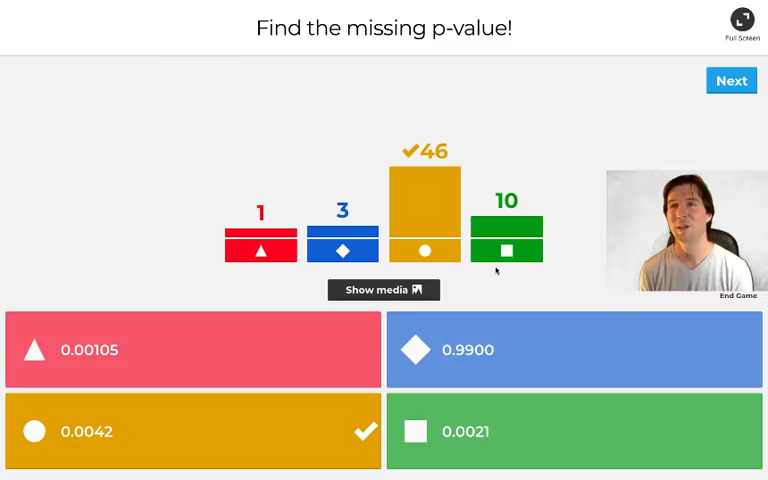 Find the missing p-value!
Full Screen
Next
46
10
3
1
Show media
End Game
0.00105
0.9900
0.0042
0.0021